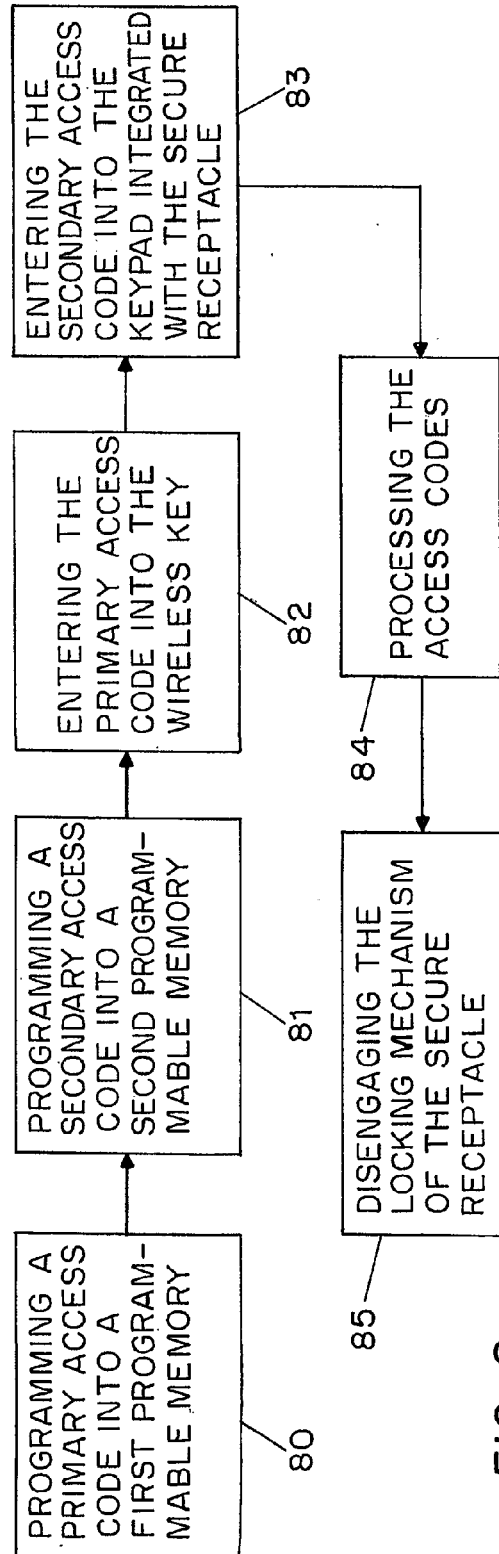 PROGRAMMING A
PRIMARY ACCESS
CODE INTO A
FIRST PROGRAM-
MABLE MEMORY
80
PROGRAMMING A
SECONDARY ACCESS
CODE INTO A
SECOND PROGRAM-
MABLE MEMORY
81
ENTERING THE
PRIMARY ACCESS
CODE INTO THE
WIRELESS KEY
82
ENTERING THE
SECONDARY ACCESS
CODE INTO THE
KEYPAD INTEGRATED
WITH THE SECURE
RECEPTACLE
83
PROCESSING THE
ACCESS CODES
84
DISENGAGING THE
LOCKING MECHANISM
OF THE SECURE
RECEPTACLE
85
FIG.